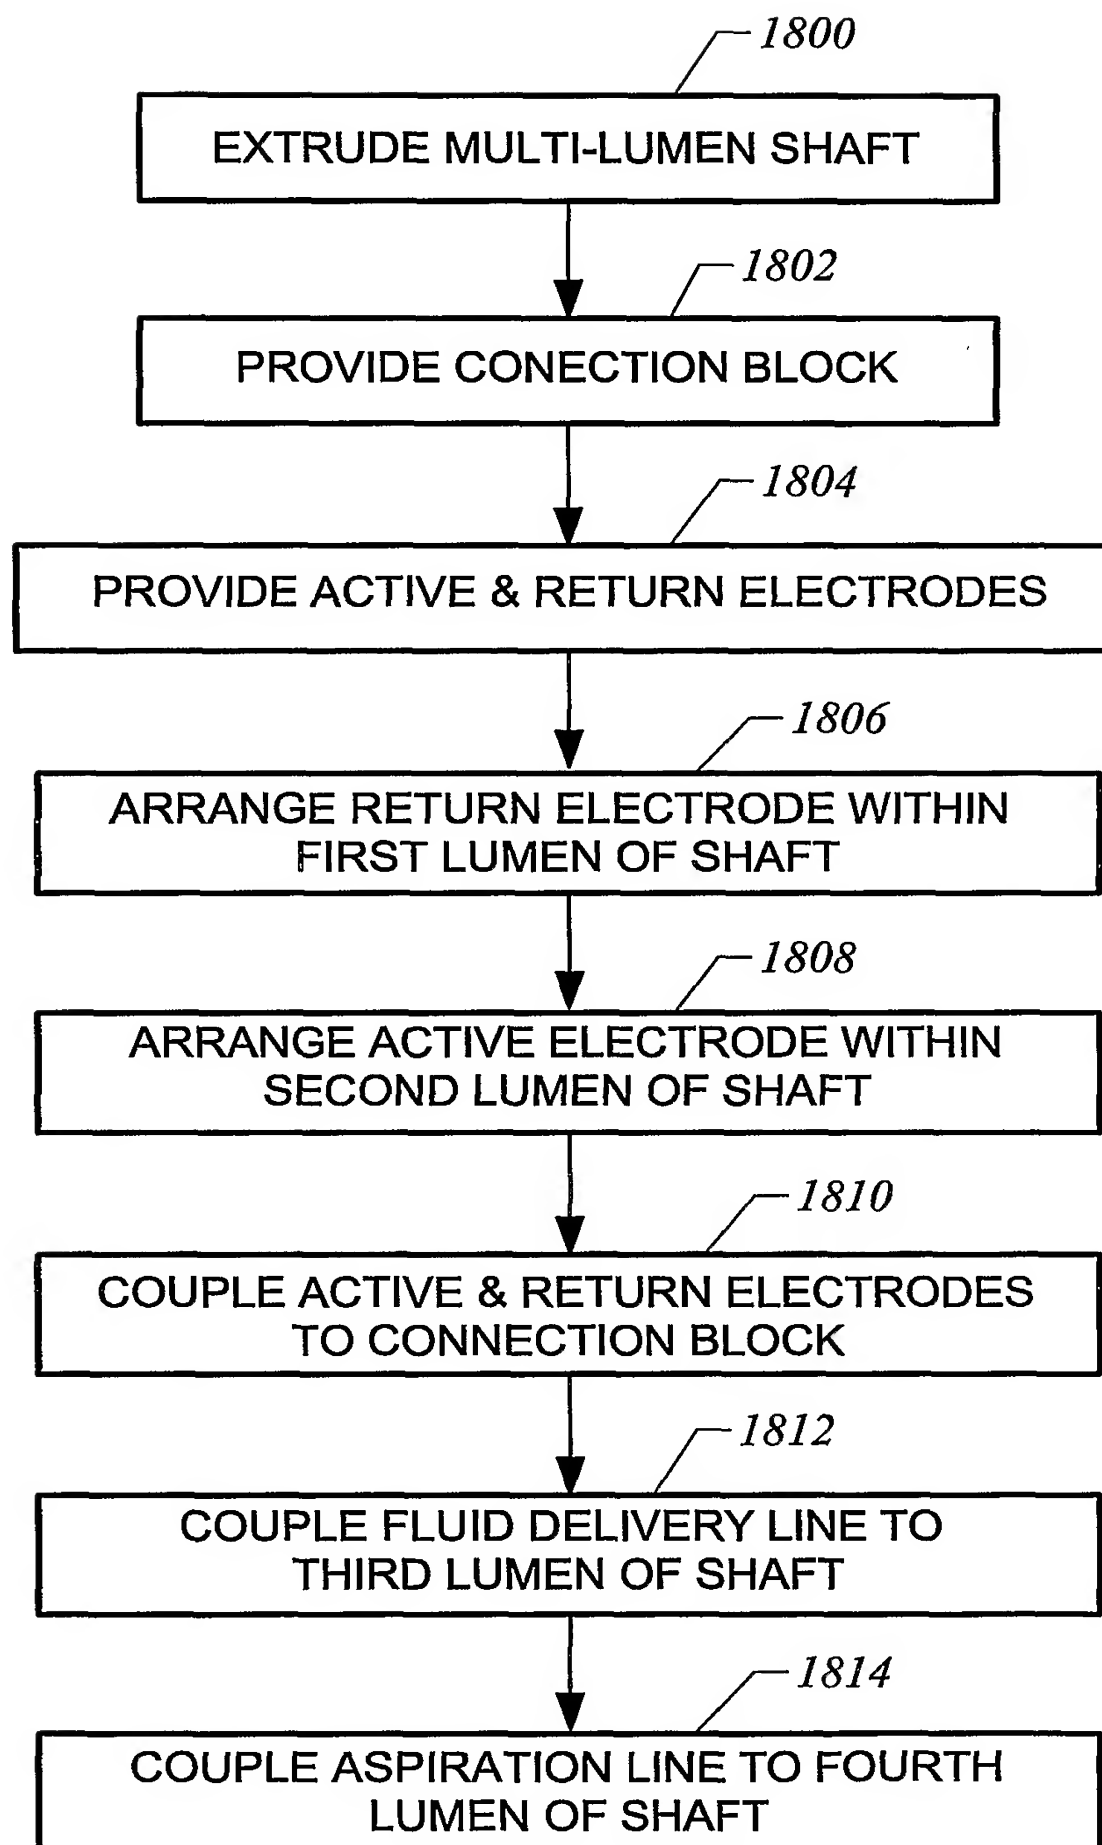 1800
EXTRUDE MULTI-LUMEN SHAFT
1802
PROVIDE CONECTION BLOCK
1804
PROVIDE ACTIVE & RETURN ELECTRODES
1806
ARRANGE RETURN ELECTRODE WITHIN
FIRST LUMEN OF SHAFT
1808
ARRANGE ACTIVE ELECTRODE WITHIN
SECOND LUMEN OF SHAFT
1810
COUPLE ACTIVE & RETURN ELECTRODES
TO CONNECTION BLOCK
1812
COUPLE FLUID DELIVERY LINE TO
THIRD LUMEN OF SHAFT
1814
COUPLE ASPIRATION LINE TO FOURTH
LUMEN OF SHAFT